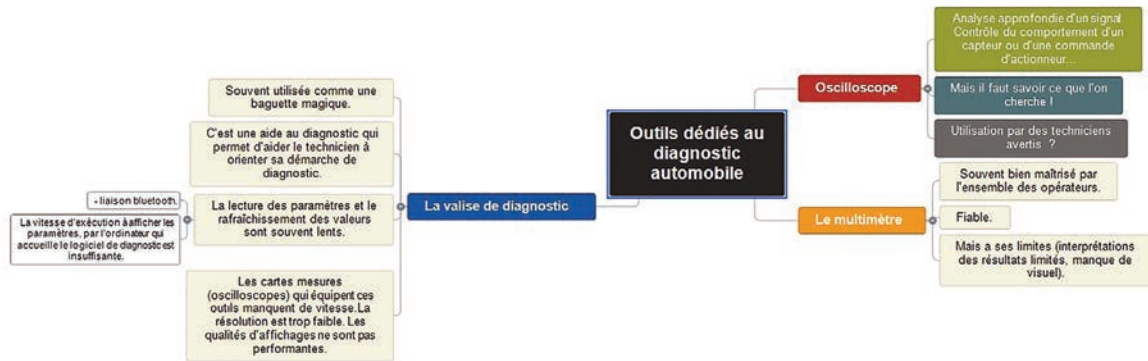 Outils dédiés au
diagnostic
automobile
Oscilloscope
Analyse approfondie d'un signal
Contrôle du comportement d'un
capteur ou d'une commande
d'actionneur...
Mais il faut savoir ce que l'on
cherche !
Utilisation par des techniciens
avertis ?
Le multimètre
Souvent bien maîtrisé par
l'ensemble des opérateurs.
Fiable.
Mais a ses limites (interprétations
des résultats limités, manque de
visuel).
La valise de diagnostic
Souvent utilisée comme une
baguette magique.
C'est une aide au diagnostic qui
permet d'aider le technicien à
orienter sa démarche de
diagnostic.
La lecture des paramètres et le
rafraîchissement des valeurs
sont souvent lents.
- liaison bluetooth.
La vitesse d'exécution à afficher les
paramètres, par l'ordinateur qui
accueille le logiciel de diagnostc est
insuffisante.
Les cartes mesures
(oscilloscopes) qui équipent ces
outils manquent de vitesse.La
résolution est trop faible. Les
qualités d'affichages ne sont pas
performantes.